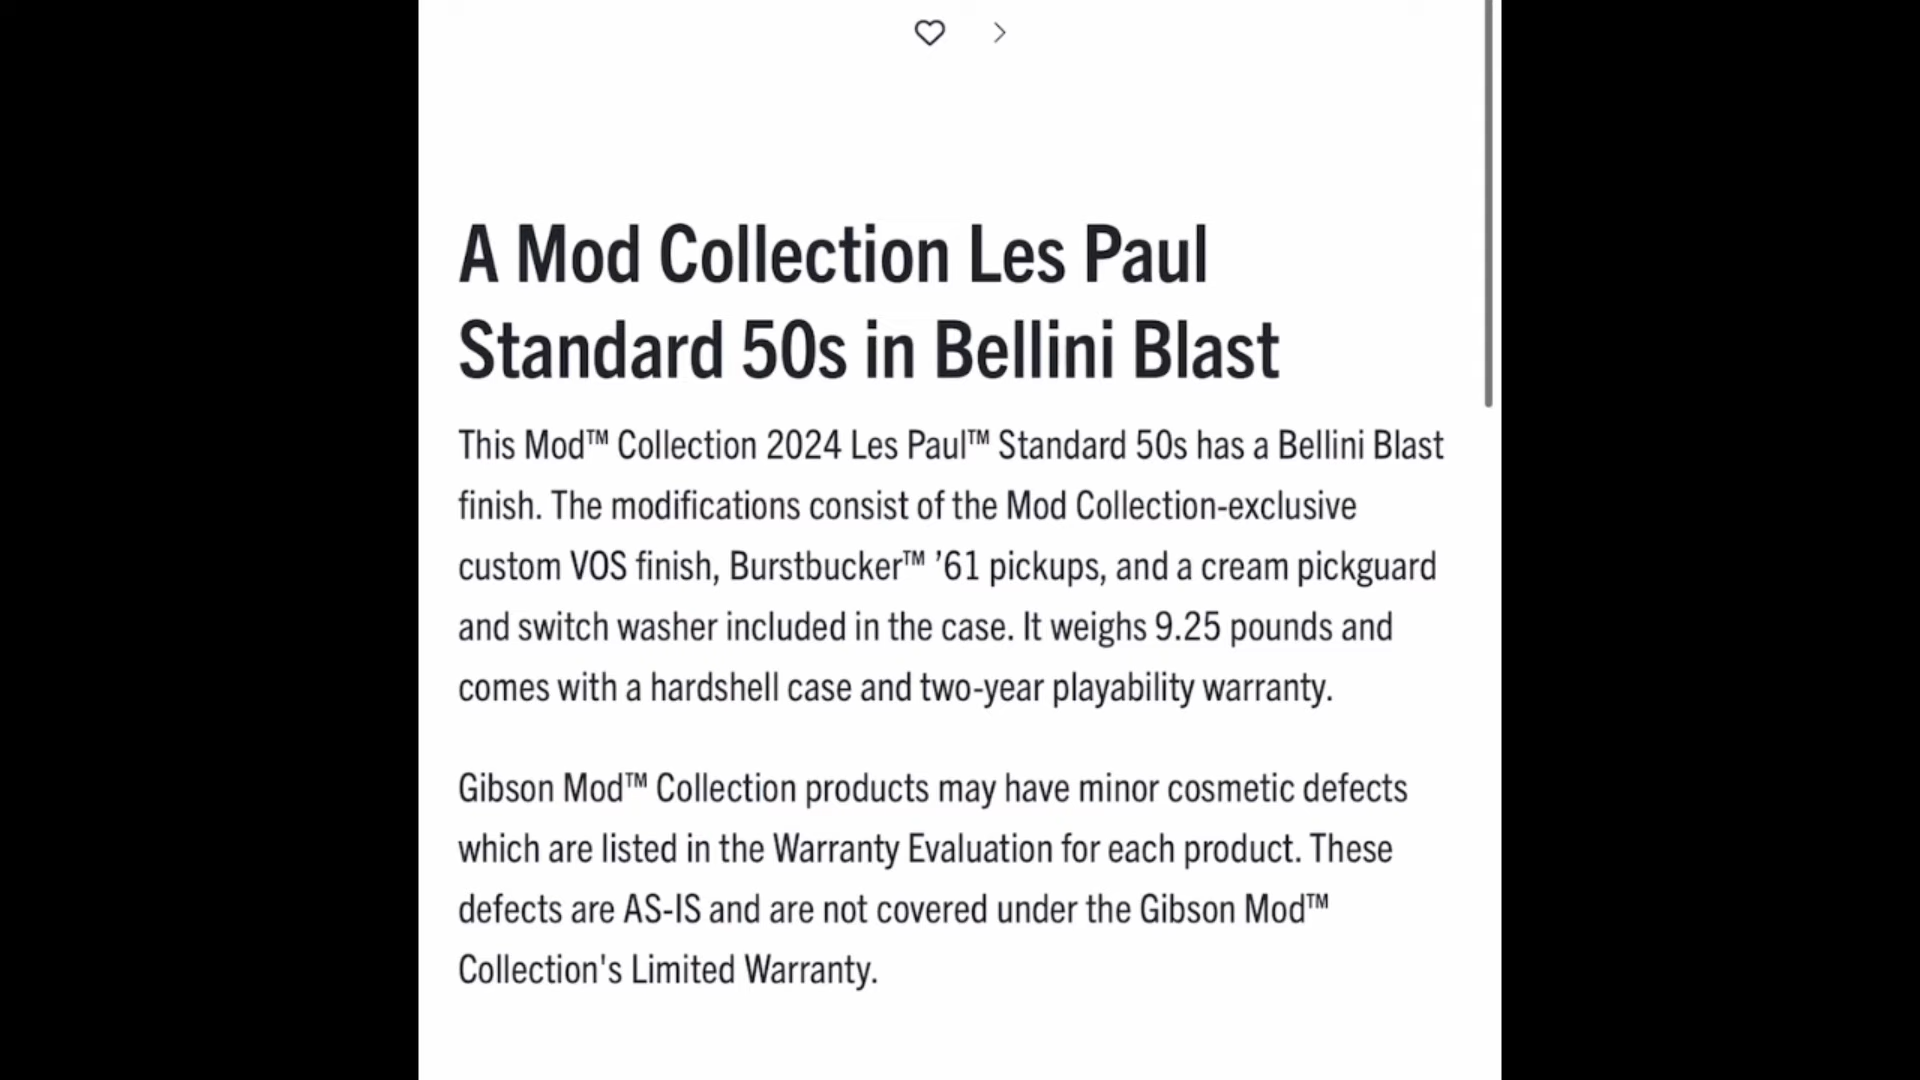 A Mod Collection Les Paul
Standard 50s in Bellini Blast
This Mod™ Collection 2024 Les Paul™ Standard 50s has a Bellini Blast
finish. The modifications consist of the Mod Collection-exclusive
custom VOS finish, Burstbucker™ ’61 pickups, and a cream pickguard
and switch washer included in the case. It weighs 9.25 pounds and
comes with a hardshell case and two-year playability warranty.
Gibson Mod™ Collection products may have minor cosmetic defects
which are listed in the Warranty Evaluation for each product. These
defects are AS-IS and are not covered under the Gibson Mod™
Collection's Limited Warranty.